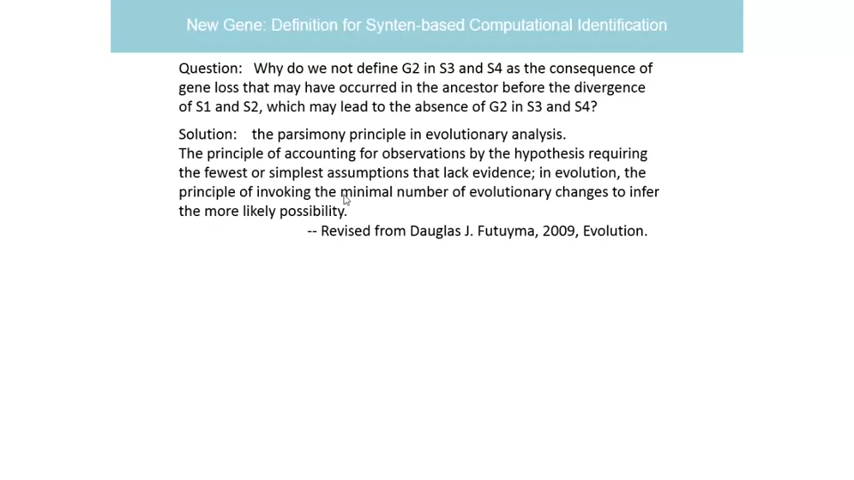 New Gene: Definition for Synten-based Computational Identification
Question: Why do we not define G2 in S3 and S4 as the consequence of
gene loss that may have occurred in the ancestor before the divergence
of S1 and S2, which may lead to the absence of G2 in S3 and S4?
Solution: the parsimony principle in evolutionary analysis.
The principle of accounting for observations by the hypothesis requiring
the fewest or simplest assumptions that lack evidence; in evolution, the
principle of invoking the minimal number of evolutionary changes to infer
the more likely possibility.
-- Revised from Dauglas J. Futuyma, 2009, Evolution.